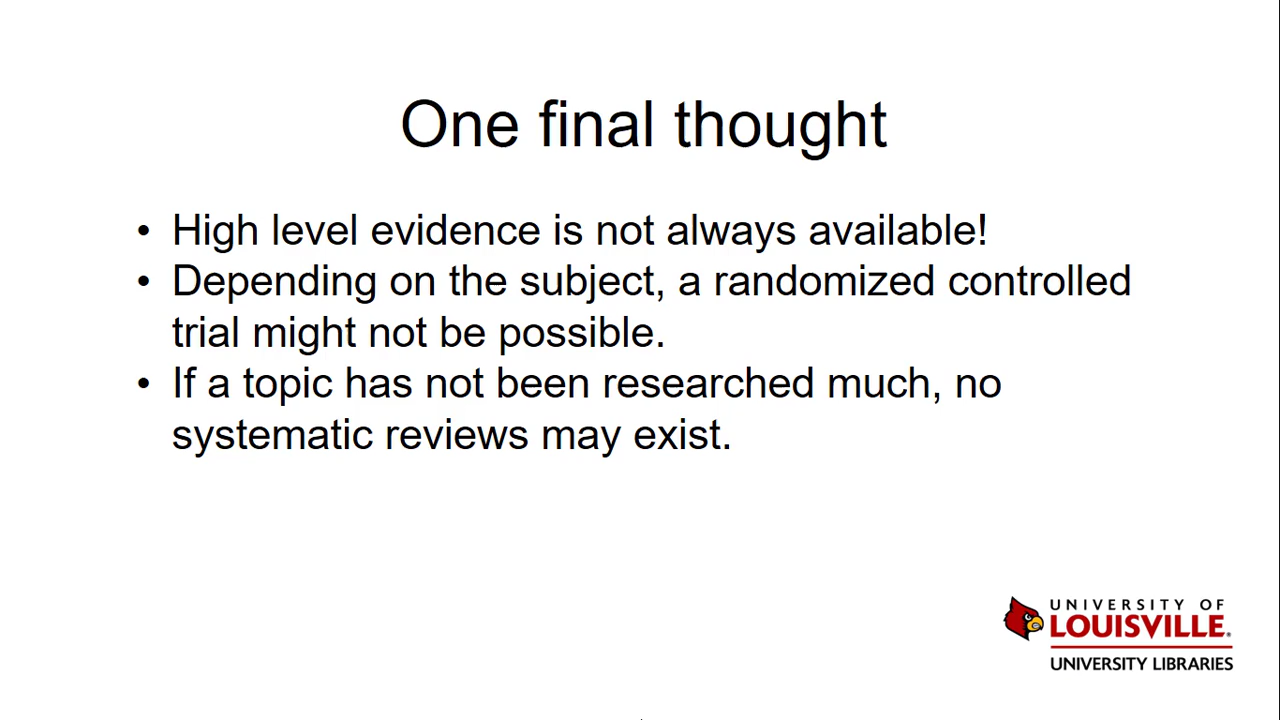 One final thought
• High level evidence is not always available!
• Depending on the subject, a randomized controlled
trial might not be possible.
• If a topic has not been researched much, no
systematic reviews may exist.
UNIVERSITY OF
LOUISVILLE.
UNIVERSITY LIBRARIES